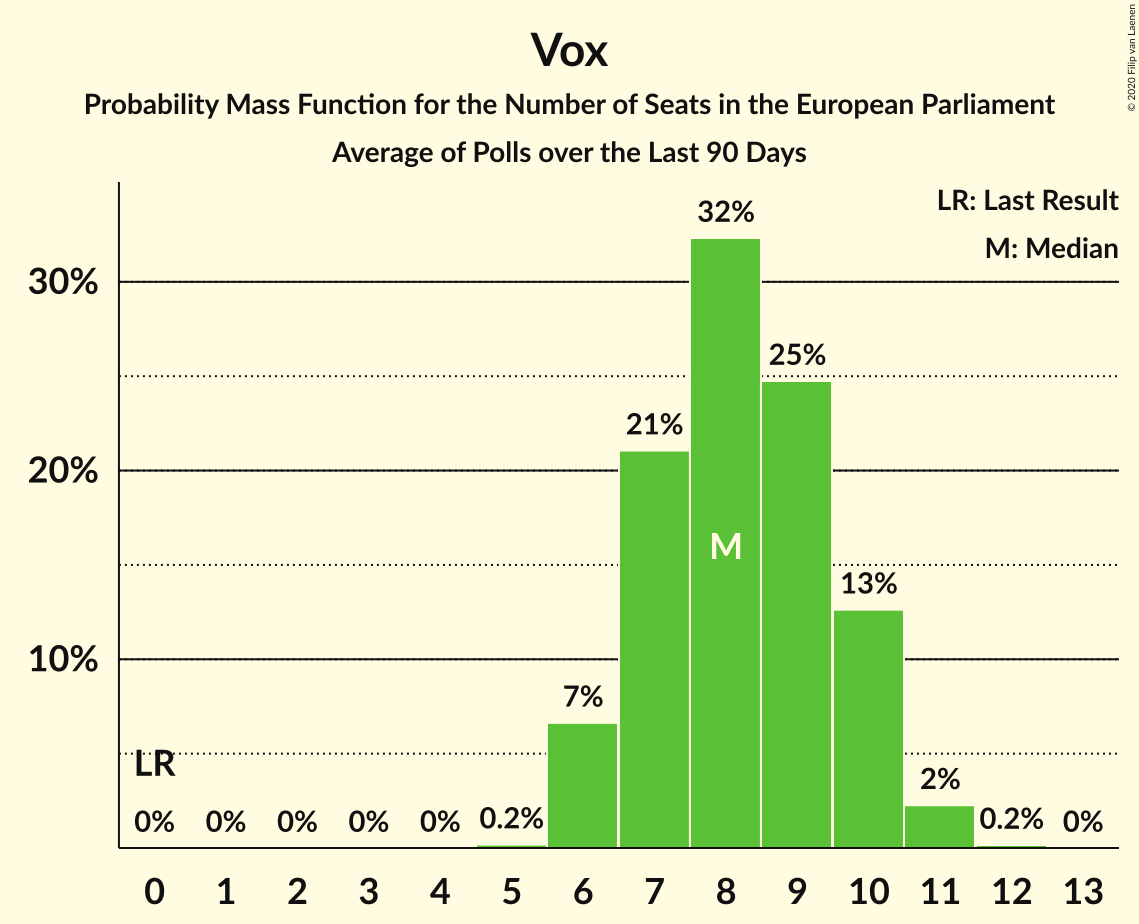 Vox
Probability Mass Function for the Number of Seats in the European Parliament
Average of Polls over the Last 90 Days
© 2020 Filip van Laenen
LR: Last Result
M: Median
30%
20%
10%
LR
0%
0%
0%
0%
0%
0.2%
7%
21%
32%
M
25%
13%
2%
0.2%
0%
0 1 2 3 4 5 6 7 8 9 10 11 12 13